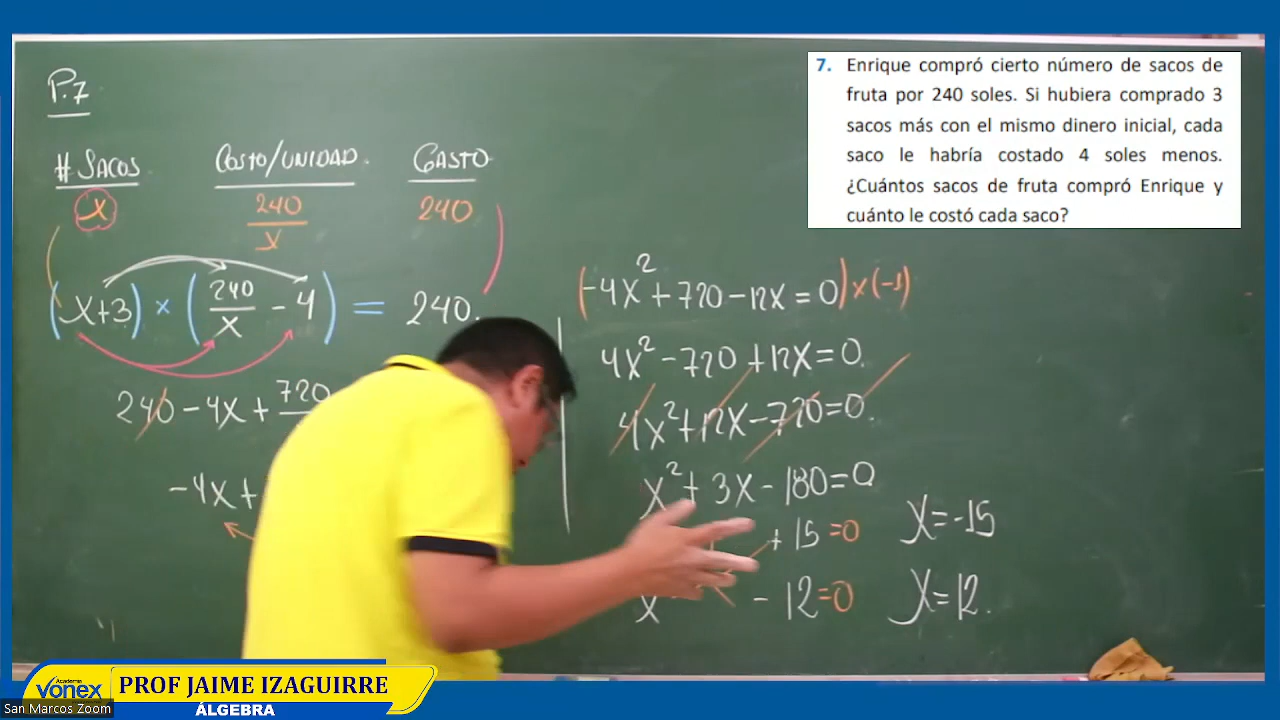 P.7
# SACOS COSTO/UNIDAD. GASTO
x 240/x 240
(x+3) × (240/x - 4) = 240.
240 - 4x + 720
-4x +
(-4x² + 720 - 12x = 0) × (-1)
4x² - 720 + 12x = 0.
4x² + 12x - 720 = 0.
x² + 3x - 180 = 0
+ 15 = 0 x = -15
x - 12 = 0 x = 12.
7. Enrique compró cierto número de sacos de
fruta por 240 soles. Si hubiera comprado 3
sacos más con el mismo dinero inicial, cada
saco le habría costado 4 soles menos.
¿Cuántos sacos de fruta compró Enrique y
cuánto le costó cada saco?
Academia
vonex
PROF JAIME IZAGUIRRE
ÁLGEBRA
San Marcos Zoom